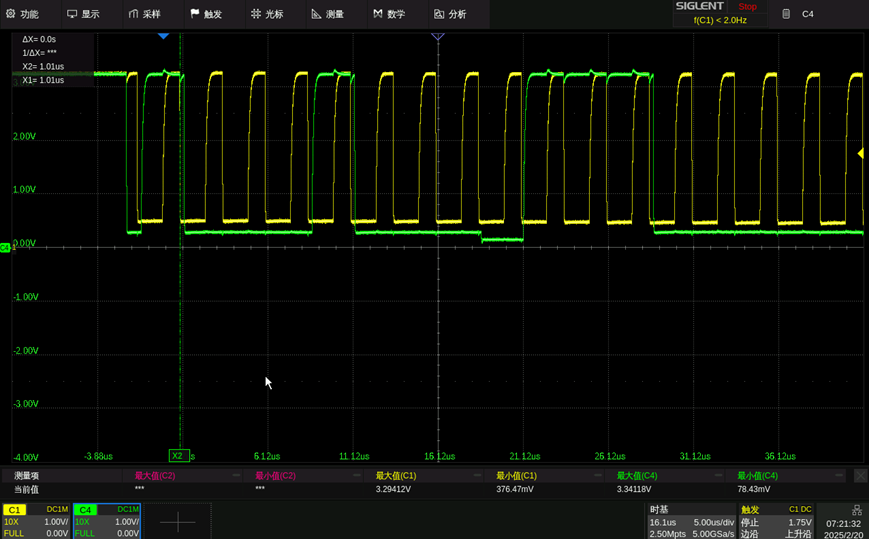 功能 显示 采样 触发 光标 测量 数学 分析 SIGLENT Stop C4
f(C1) < 2.0Hz
ΔX= 0.0s
1/ΔX= ***
X2= 1.01us
X1= 1.01us
2.00V
1.00V
C4 0.00V
-1.00V
-2.00V
-3.00V
-4.00V -3.88us X2 s 6.12us 11.12us 16.12us 21.12us 26.12us 31.12us 36.12us
测量项 最大值(C2) 最小值(C2) 最大值(C1) 最小值(C1) 最大值(C4) 最小值(C4)
当前值 *** *** 3.29412V 376.47mV 3.34118V 78.43mV
C1 DC1M C4 DC1M 时基 触发 C1 DC
10X 1.00V/ 10X 1.00V/ 16.1us 5.00us/div 停止 1.75V 07:21:32
FULL 0.00V FULL 0.00V 2.50Mpts 5.00GSa/s 边沿 上升沿 2025/2/20